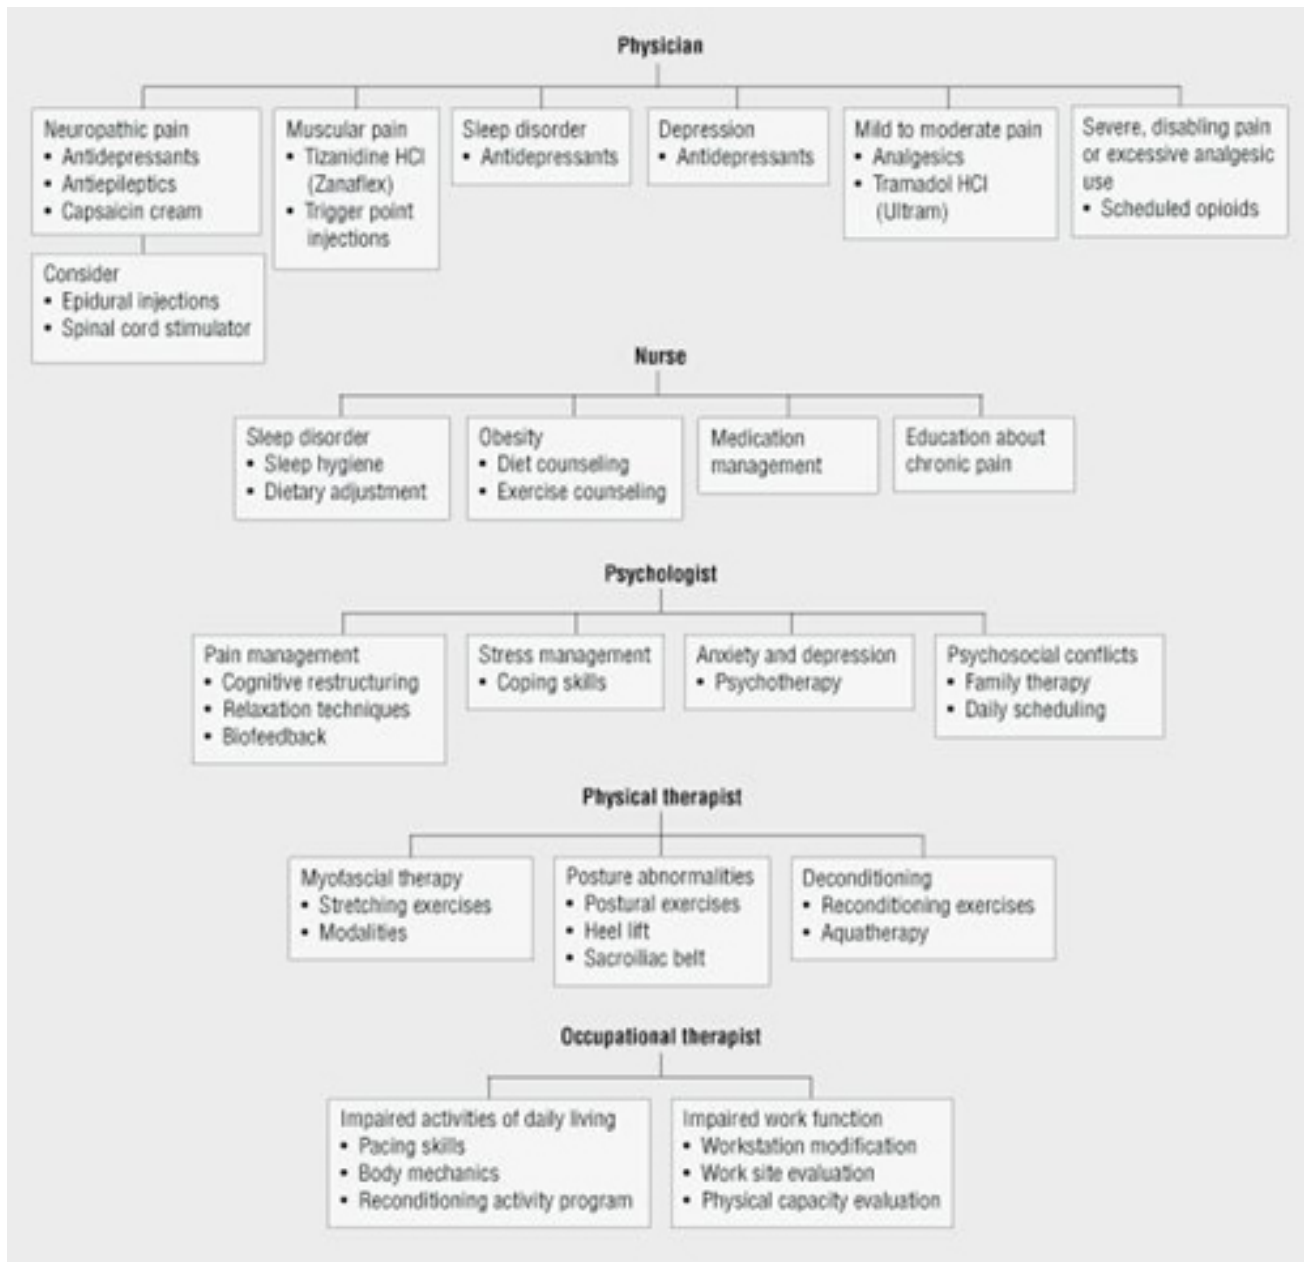 Physician
Neuropathic pain
• Antidepressants
• Antiepileptics
• Capsaicin cream
Consider
• Epidural injections
• Spinal cord stimulator
Muscular pain
• Tizanidine HCl
(Zanaflex)
• Trigger point
injections
Sleep disorder
• Antidepressants
Depression
• Antidepressants
Mild to moderate pain
• Analgesics
• Tramadol HCl
(Ultram)
Severe, disabling pain
or excessive analgesic
use
• Scheduled opioids
Nurse
Sleep disorder
• Sleep hygiene
• Dietary adjustment
Obesity
• Diet counseling
• Exercise counseling
Medication
management
Education about
chronic pain
Psychologist
Pain management
• Cognitive restructuring
• Relaxation techniques
• Biofeedback
Stress management
• Coping skills
Anxiety and depression
• Psychotherapy
Psychosocial conflicts
• Family therapy
• Daily scheduling
Physical therapist
Myofascial therapy
• Stretching exercises
• Modalities
Posture abnormalities
• Postural exercises
• Heel lift
• Sacroiliac belt
Deconditioning
• Reconditioning exercises
• Aquatherapy
Occupational therapist
Impaired activities of daily living
• Pacing skills
• Body mechanics
• Reconditioning activity program
Impaired work function
• Workstation modification
• Work site evaluation
• Physical capacity evaluation